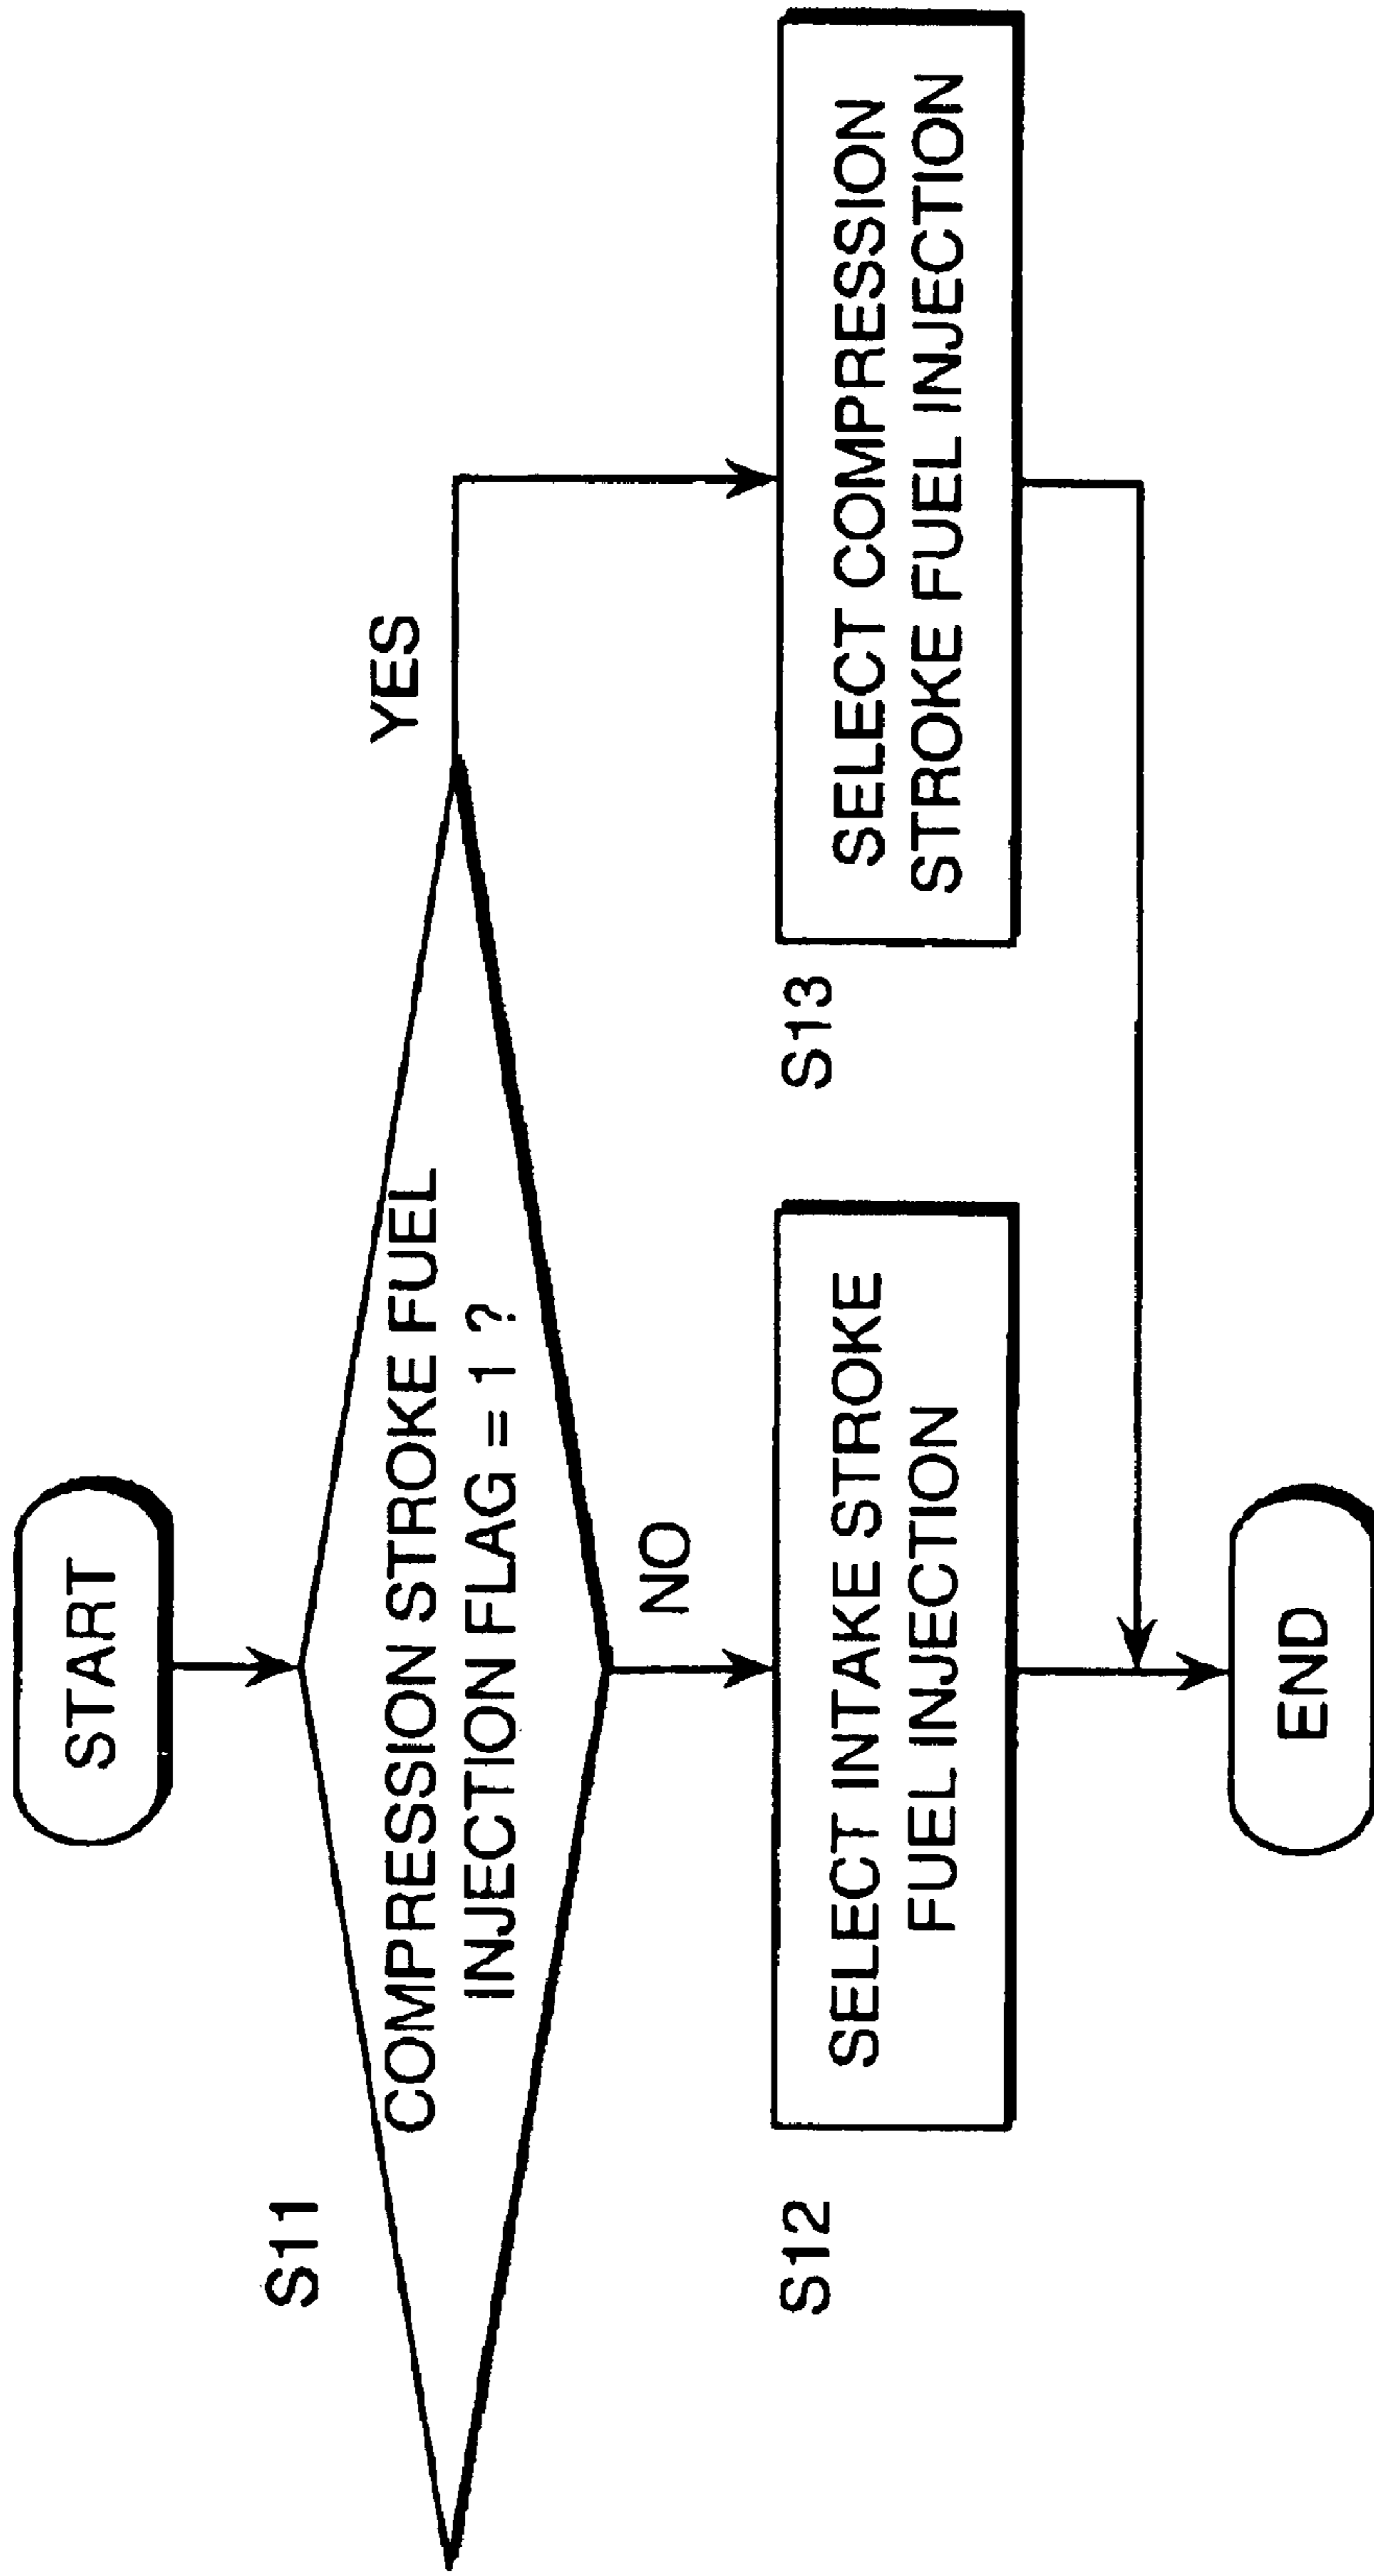 START
S11
COMPRESSION STROKE FUEL
INJECTION FLAG = 1 ?
YES
NO
S12
SELECT INTAKE STROKE
FUEL INJECTION
S13
SELECT COMPRESSION
STROKE FUEL INJECTION
END